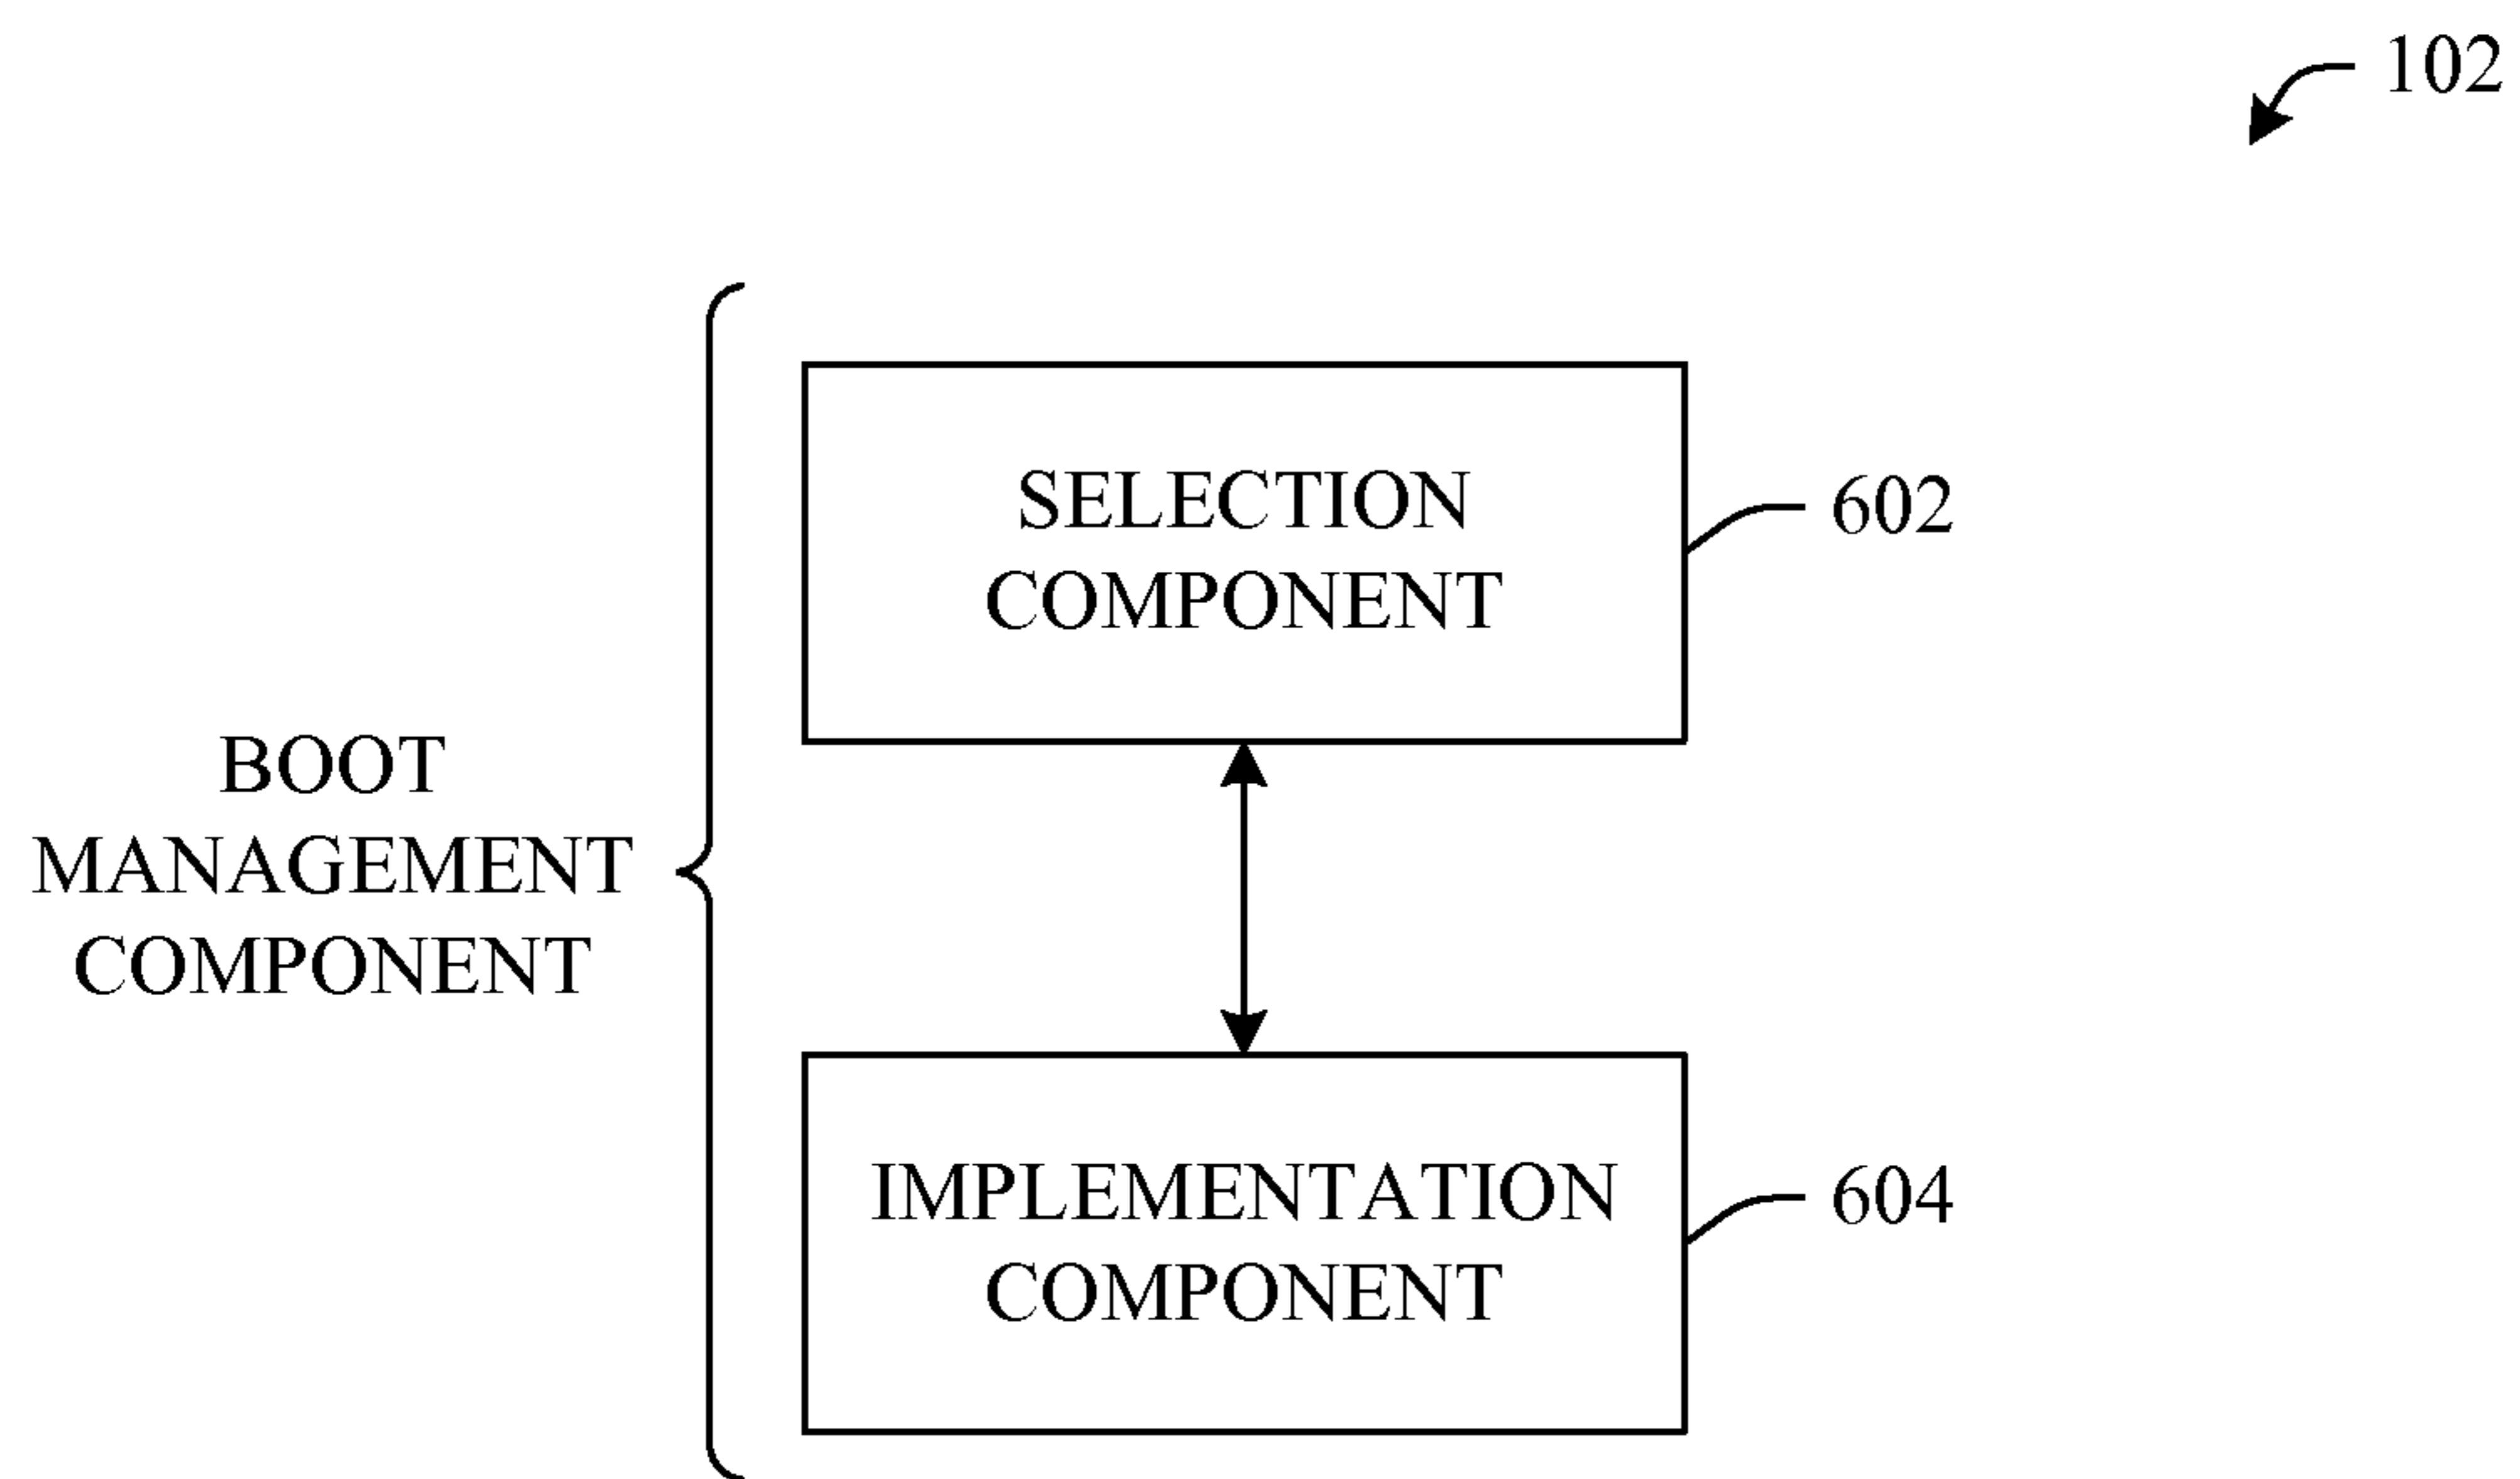 102
SELECTION
COMPONENT
602
BOOT
MANAGEMENT
COMPONENT
IMPLEMENTATION
COMPONENT
604